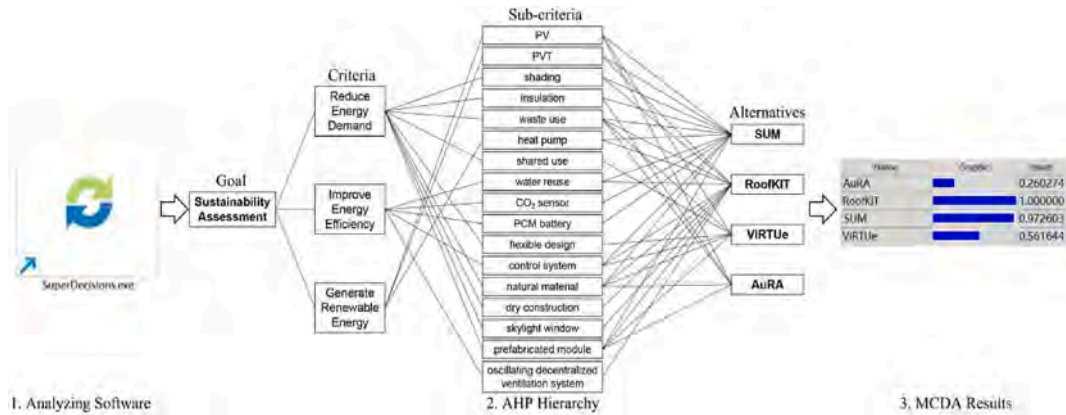 SuperDecisions.exe
1. Analyzing Software
Goal
Sustainability
Assessment
Criteria
Reduce
Energy
Demand
Improve
Energy
Efficiency
Generate
Renewable
Energy
Sub-criteria
PV
PVT
shading
insulation
waste use
heat pump
shared use
water reuse
CO₂ sensor
PCM battery
flexible design
control system
natural material
dry construction
skylight window
prefabricated module
oscillating decentralized
ventilation system
2. AHP Hierarchy
Alternatives
SUM
RoofKIT
VIRTUe
AuRA
Name Graphic Ideals
AuRA 0.260274
RoofKIT 1.000000
SUM 0.972603
VIRTUe 0.561644
3. MCDA Results